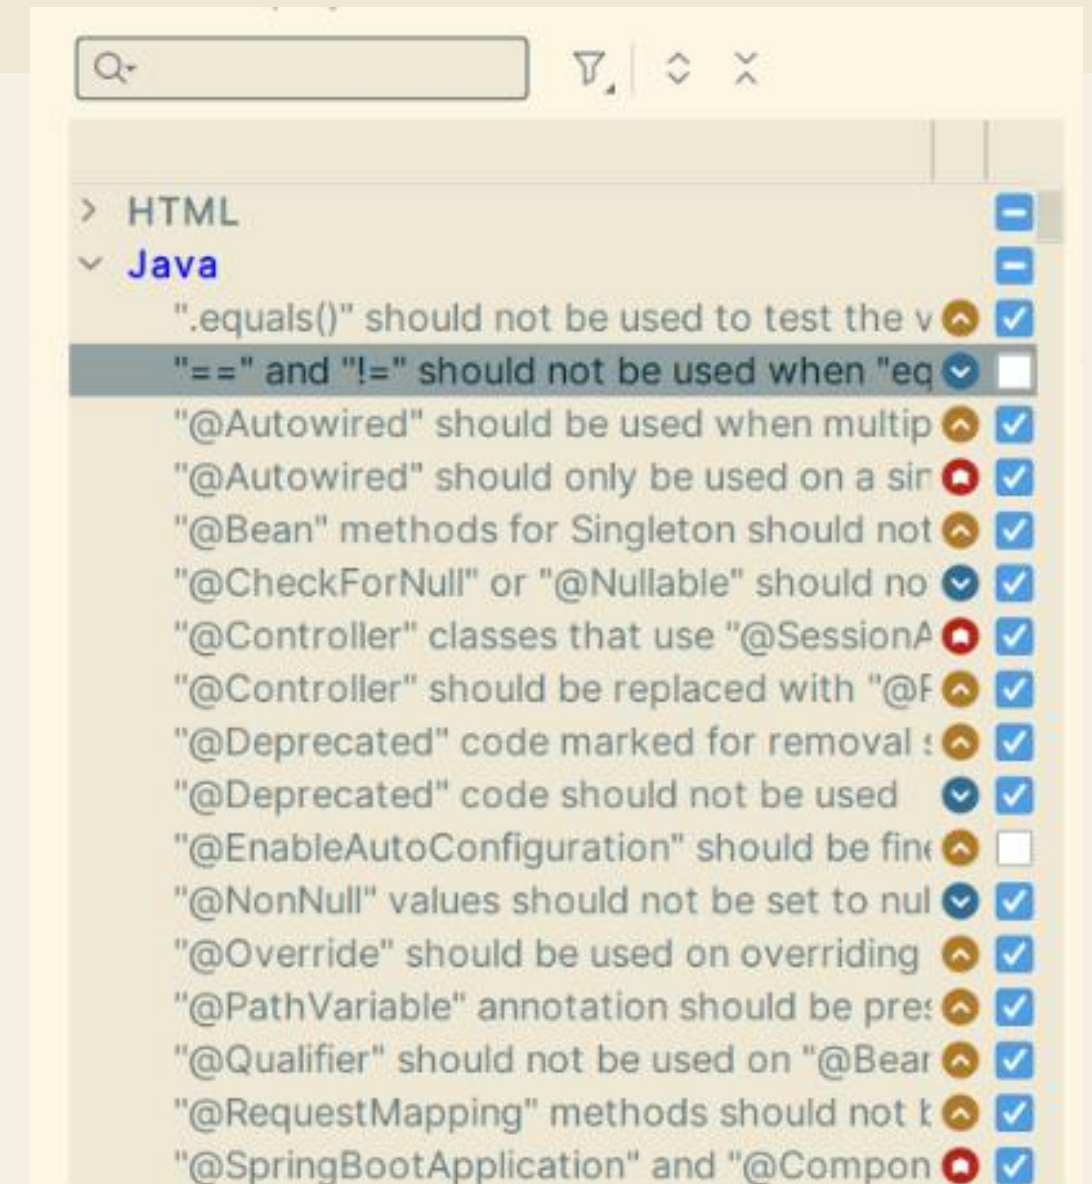 HTML
Java
".equals()" should not be used to test the v
"==" and "!=" should not be used when "eq
"@Autowired" should be used when multip
"@Autowired" should only be used on a sin
"@Bean" methods for Singleton should not
"@CheckForNull" or "@Nullable" should no
"@Controller" classes that use "@SessionA
"@Controller" should be replaced with "@R
"@Deprecated" code marked for removal s
"@Deprecated" code should not be used
"@EnableAutoConfiguration" should be fine
"@NonNull" values should not be set to nul
"@Override" should be used on overriding
"@PathVariable" annotation should be pres
"@Qualifier" should not be used on "@Bean
"@RequestMapping" methods should not b
"@SpringBootApplication" and "@Compon